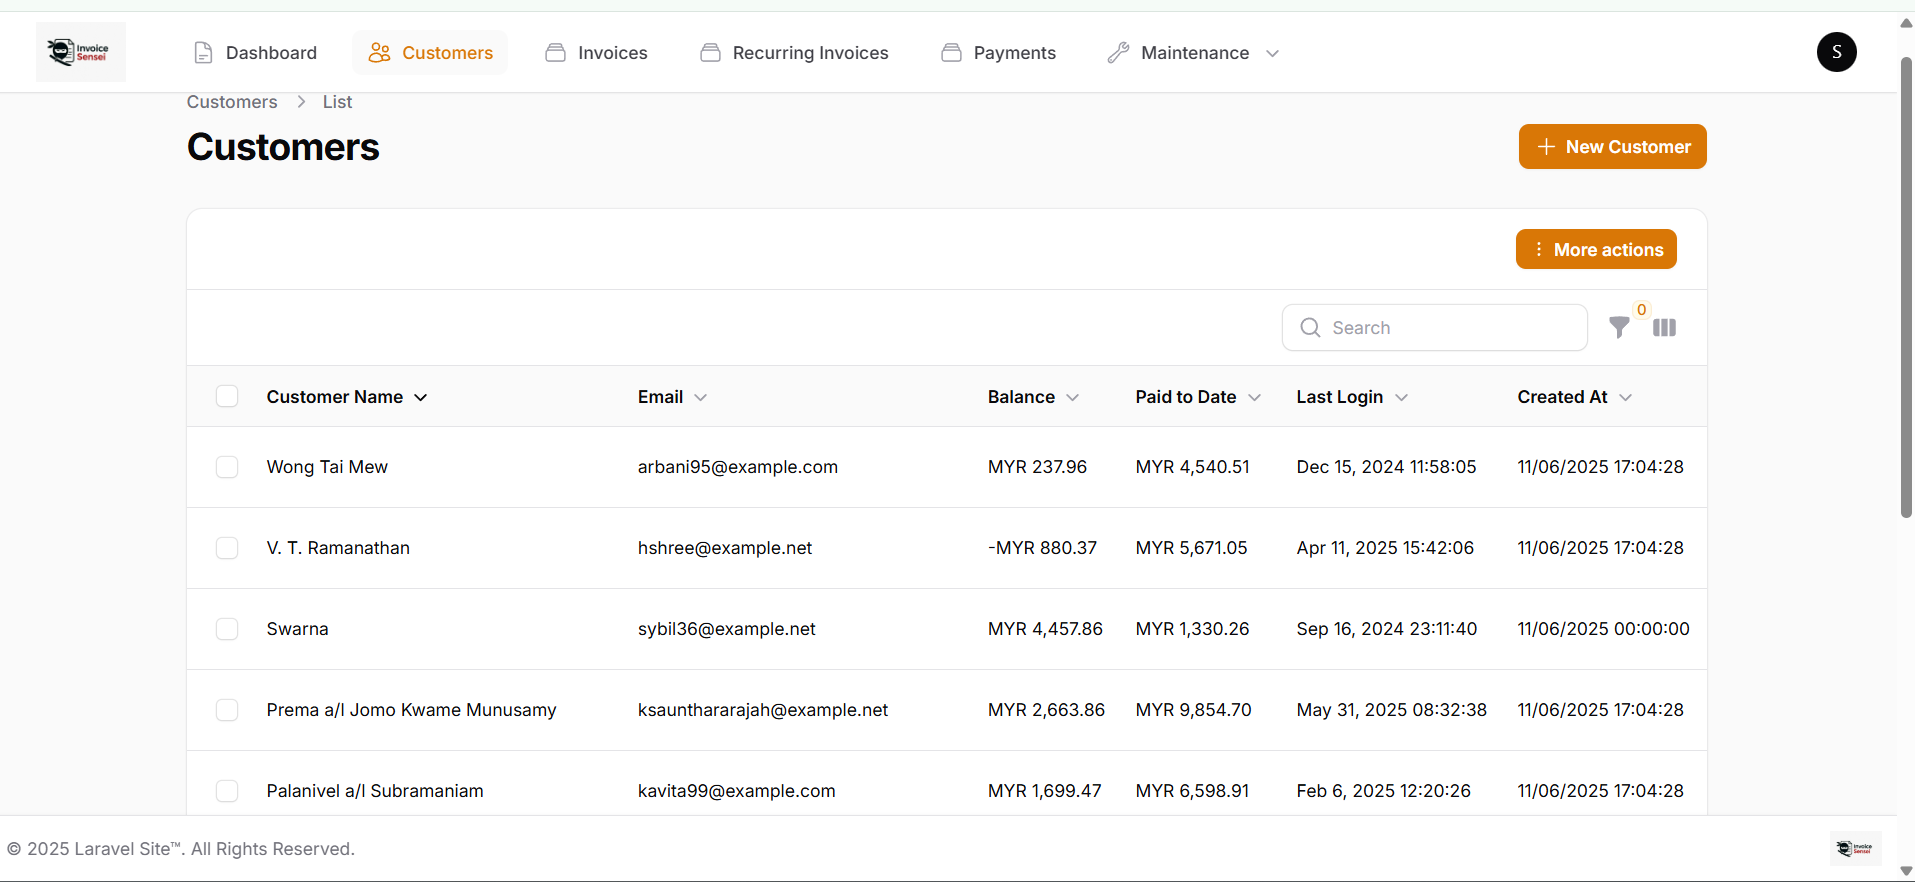 Invoice
Sensei
Dashboard
Customers
Invoices
Recurring Invoices
Payments
Maintenance
S
Customers > List
Customers
New Customer
More actions
Search
0
Customer Name Email Balance Paid to Date Last Login Created At
Wong Tai Mew arbani95@example.com MYR 237.96 MYR 4,540.51 Dec 15, 2024 11:58:05 11/06/2025 17:04:28
V. T. Ramanathan hshree@example.net -MYR 880.37 MYR 5,671.05 Apr 11, 2025 15:42:06 11/06/2025 17:04:28
Swarna sybil36@example.net MYR 4,457.86 MYR 1,330.26 Sep 16, 2024 23:11:40 11/06/2025 00:00:00
Prema a/l Jomo Kwame Munusamy ksaunthararajah@example.net MYR 2,663.86 MYR 9,854.70 May 31, 2025 08:32:38 11/06/2025 17:04:28
Palanivel a/l Subramaniam kavita99@example.com MYR 1,699.47 MYR 6,598.91 Feb 6, 2025 12:20:26 11/06/2025 17:04:28
© 2025 Laravel Site™. All Rights Reserved.
Invoice
Sensei